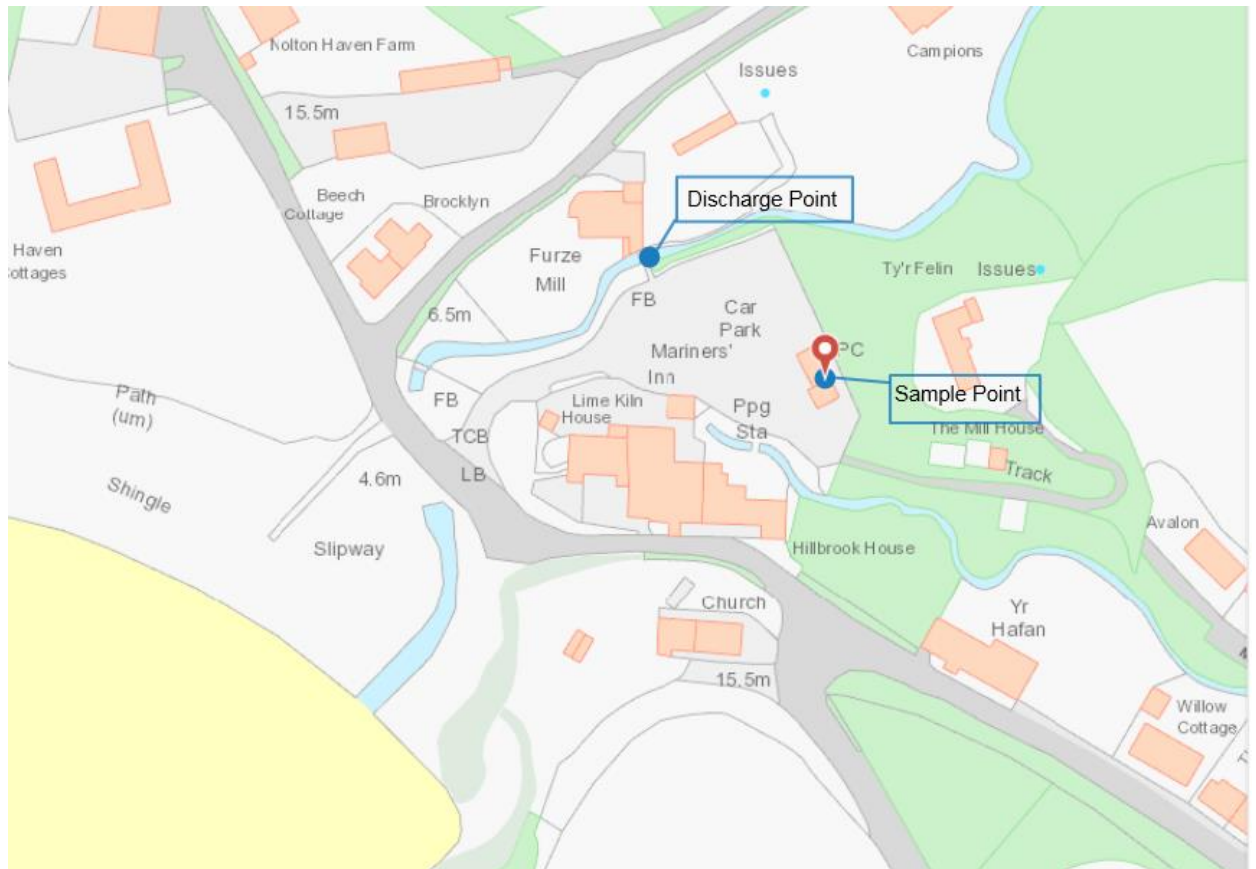 Nolton Haven Farm
Campions
Issues
15.5m
Beech
Cottage
Brocklyn
Discharge Point
Haven
ottages
Furze
Mill
Ty'r Felin
Issues
FB
6.5m
Car
Park
Mariners'
Inn
PC
Path
(um)
FB
Lime Kiln
House
Ppg
Sta
Sample Point
The Mill House
TCB
LB
4.6m
Track
Shingle
Slipway
Avalon
Hillbrook House
Church
Yr
Hafan
4
15.5m
Willow
Cottage